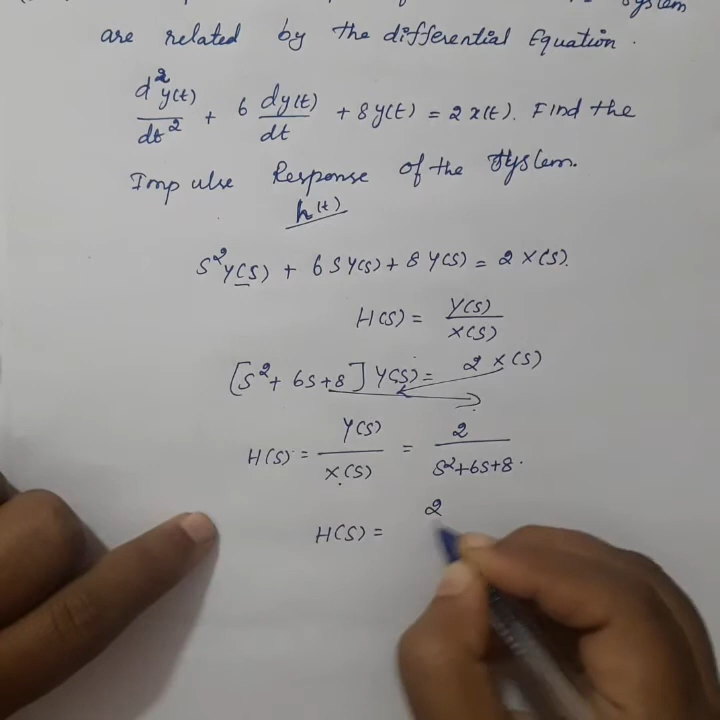 System
are related by the differential Equation.
d²y(t)/dt² + 6 dy(t)/dt + 8y(t) = 2x(t). Find the
Impulse Response of the System.
h(t)
S²Y(S) + 6SY(S) + 8Y(S) = 2X(S).
H(S) = Y(S)/X(S)
[S² + 6S + 8] Y(S) = 2X(S)
H(S) = Y(S)/X(S) = 2/S²+6S+8.
H(S) = 2